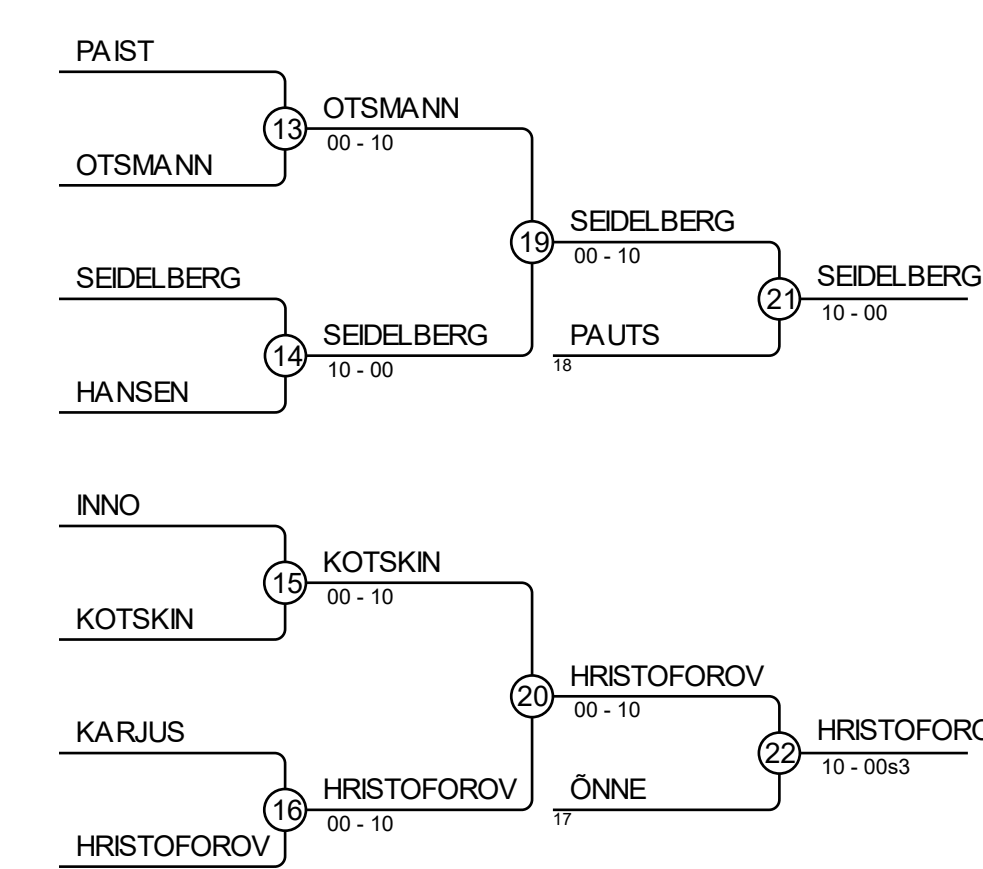 PAIST
13
OTSMANN
00 - 10
OTSMANN
19
SEIDELBERG
00 - 10
SEIDELBERG
14
SEIDELBERG
10 - 00
HANSEN
PAUTS
18
21
SEIDELBERG
10 - 00
INNO
15
KOTSKIN
00 - 10
KOTSKIN
20
HRISTOFOROV
00 - 10
KARJUS
16
HRISTOFOROV
00 - 10
HRISTOFOROV
ÕNNE
17
22
HRISTOFORO
10 - 00s3